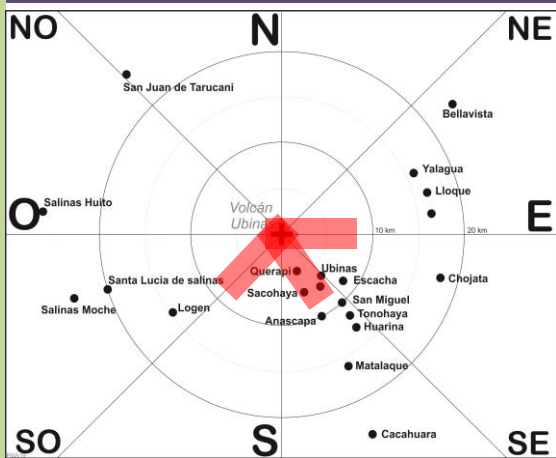 NO
N
NE
San Juan de Tarucani
Bellavista
Yalagua
Lloque
Salinas Huito
O
Volcán
Ubinas
10 km
20 km
E
Querapi
Ubinas
Escacha
Chojata
Santa Lucia de salinas
Sacohaya
San Miguel
Salinas Moche
Logen
Tonohaya
Anascapa
Huarina
Matalaque
Cacahuara
SO
S
SE